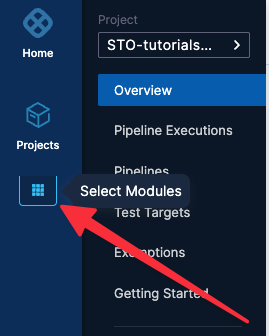 Home
Projects
Select Modules
Project
STO-tutorials...
Overview
Pipeline Executions
Pipelines
Test Targets
Exemptions
Getting Started